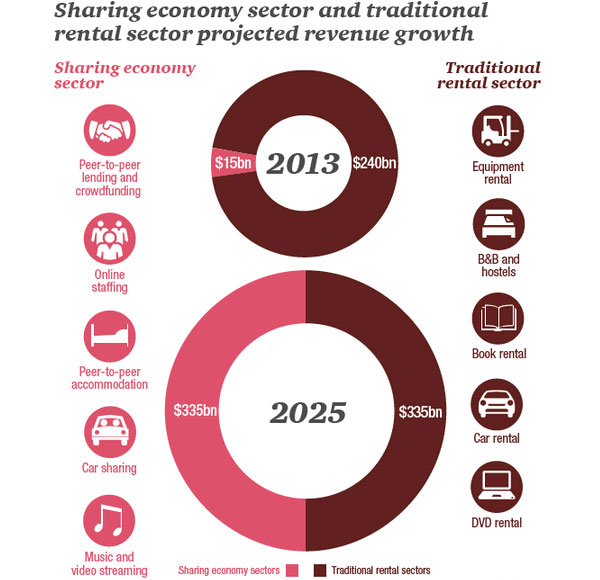 Sharing economy sector and traditional
rental sector projected revenue growth
Sharing economy
sector
Peer-to-peer
lending and
crowdfunding
Online
staffing
Peer-to-peer
accommodation
Car sharing
Music and
video streaming
$15bn
2013
$240bn
$335bn
2025
$335bn
Traditional
rental sector
Equipment
rental
B&B and
hostels
Book rental
Car rental
DVD rental
Sharing economy sectors
Traditional rental sectors